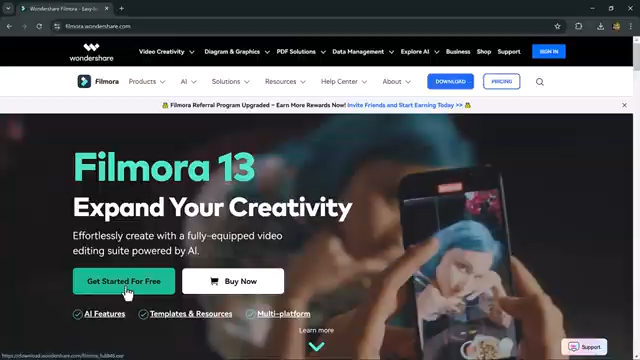 Wondershare Filmora - Easy-to
filmora.wondershare.com
wondershare
Video Creativity Diagram & Graphics PDF Solutions Data Management Explore AI Business Shop Support SIGN IN
Filmora Products AI Solutions Resources Help Center About DOWNLOAD PRICING
Filmora Referral Program Upgraded – Earn More Rewards Now! Invite Friends and Start Earning Today >>
Filmora 13
Expand Your Creativity
Effortlessly create with a fully-equipped video
editing suite powered by AI.
Get Started For Free Buy Now
AI Features Templates & Resources Multi-platform
Learn more
Support